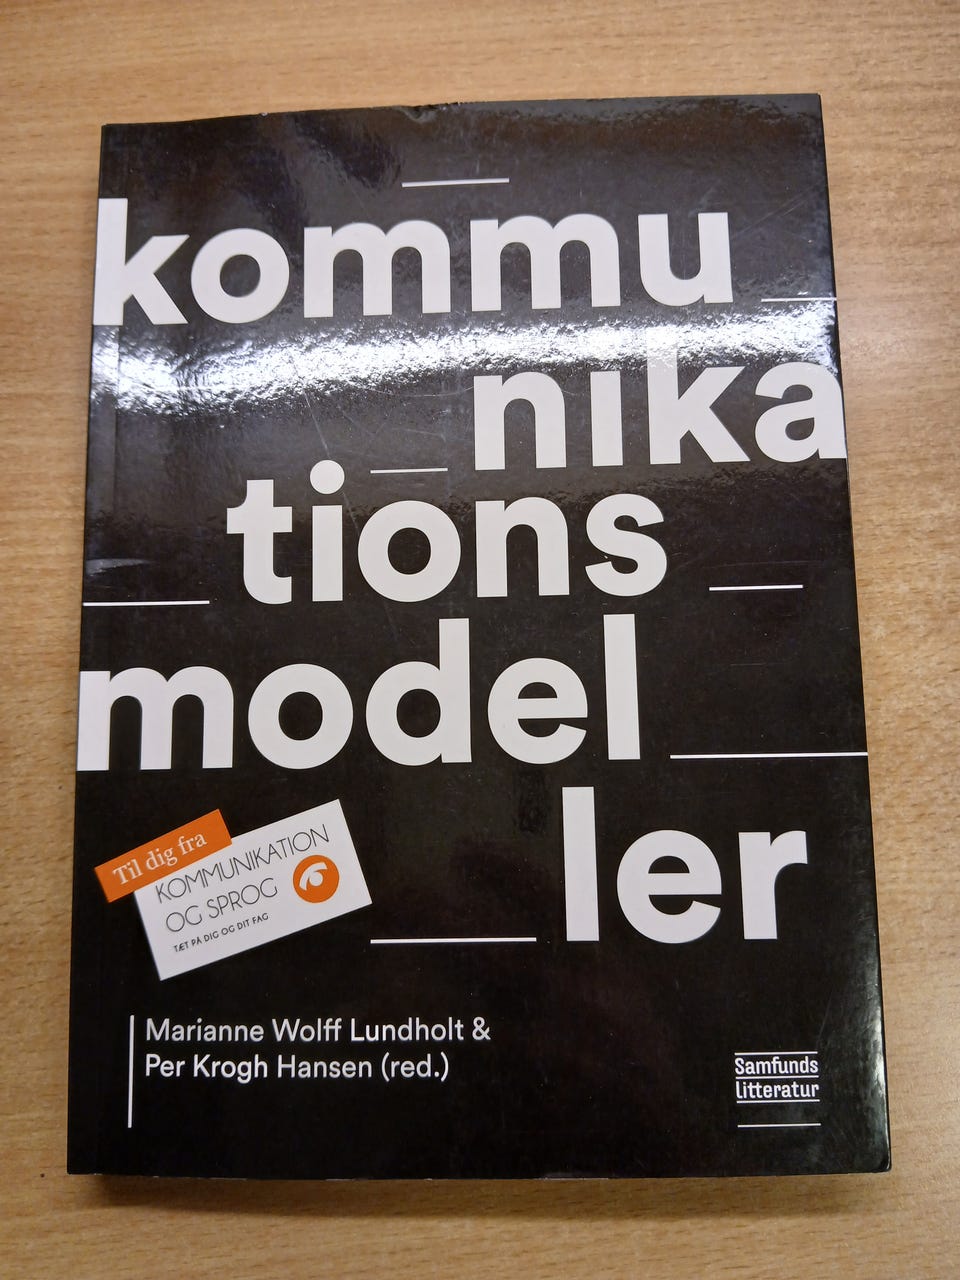 kommu
nika
tions
model
ler
Til dig fra
KOMMUNIKATION
OG SPROG
TÆT PÅ DIG OG DIT FAG
Marianne Wolff Lundholt &
Per Krogh Hansen (red.)
Samfunds
litteratur